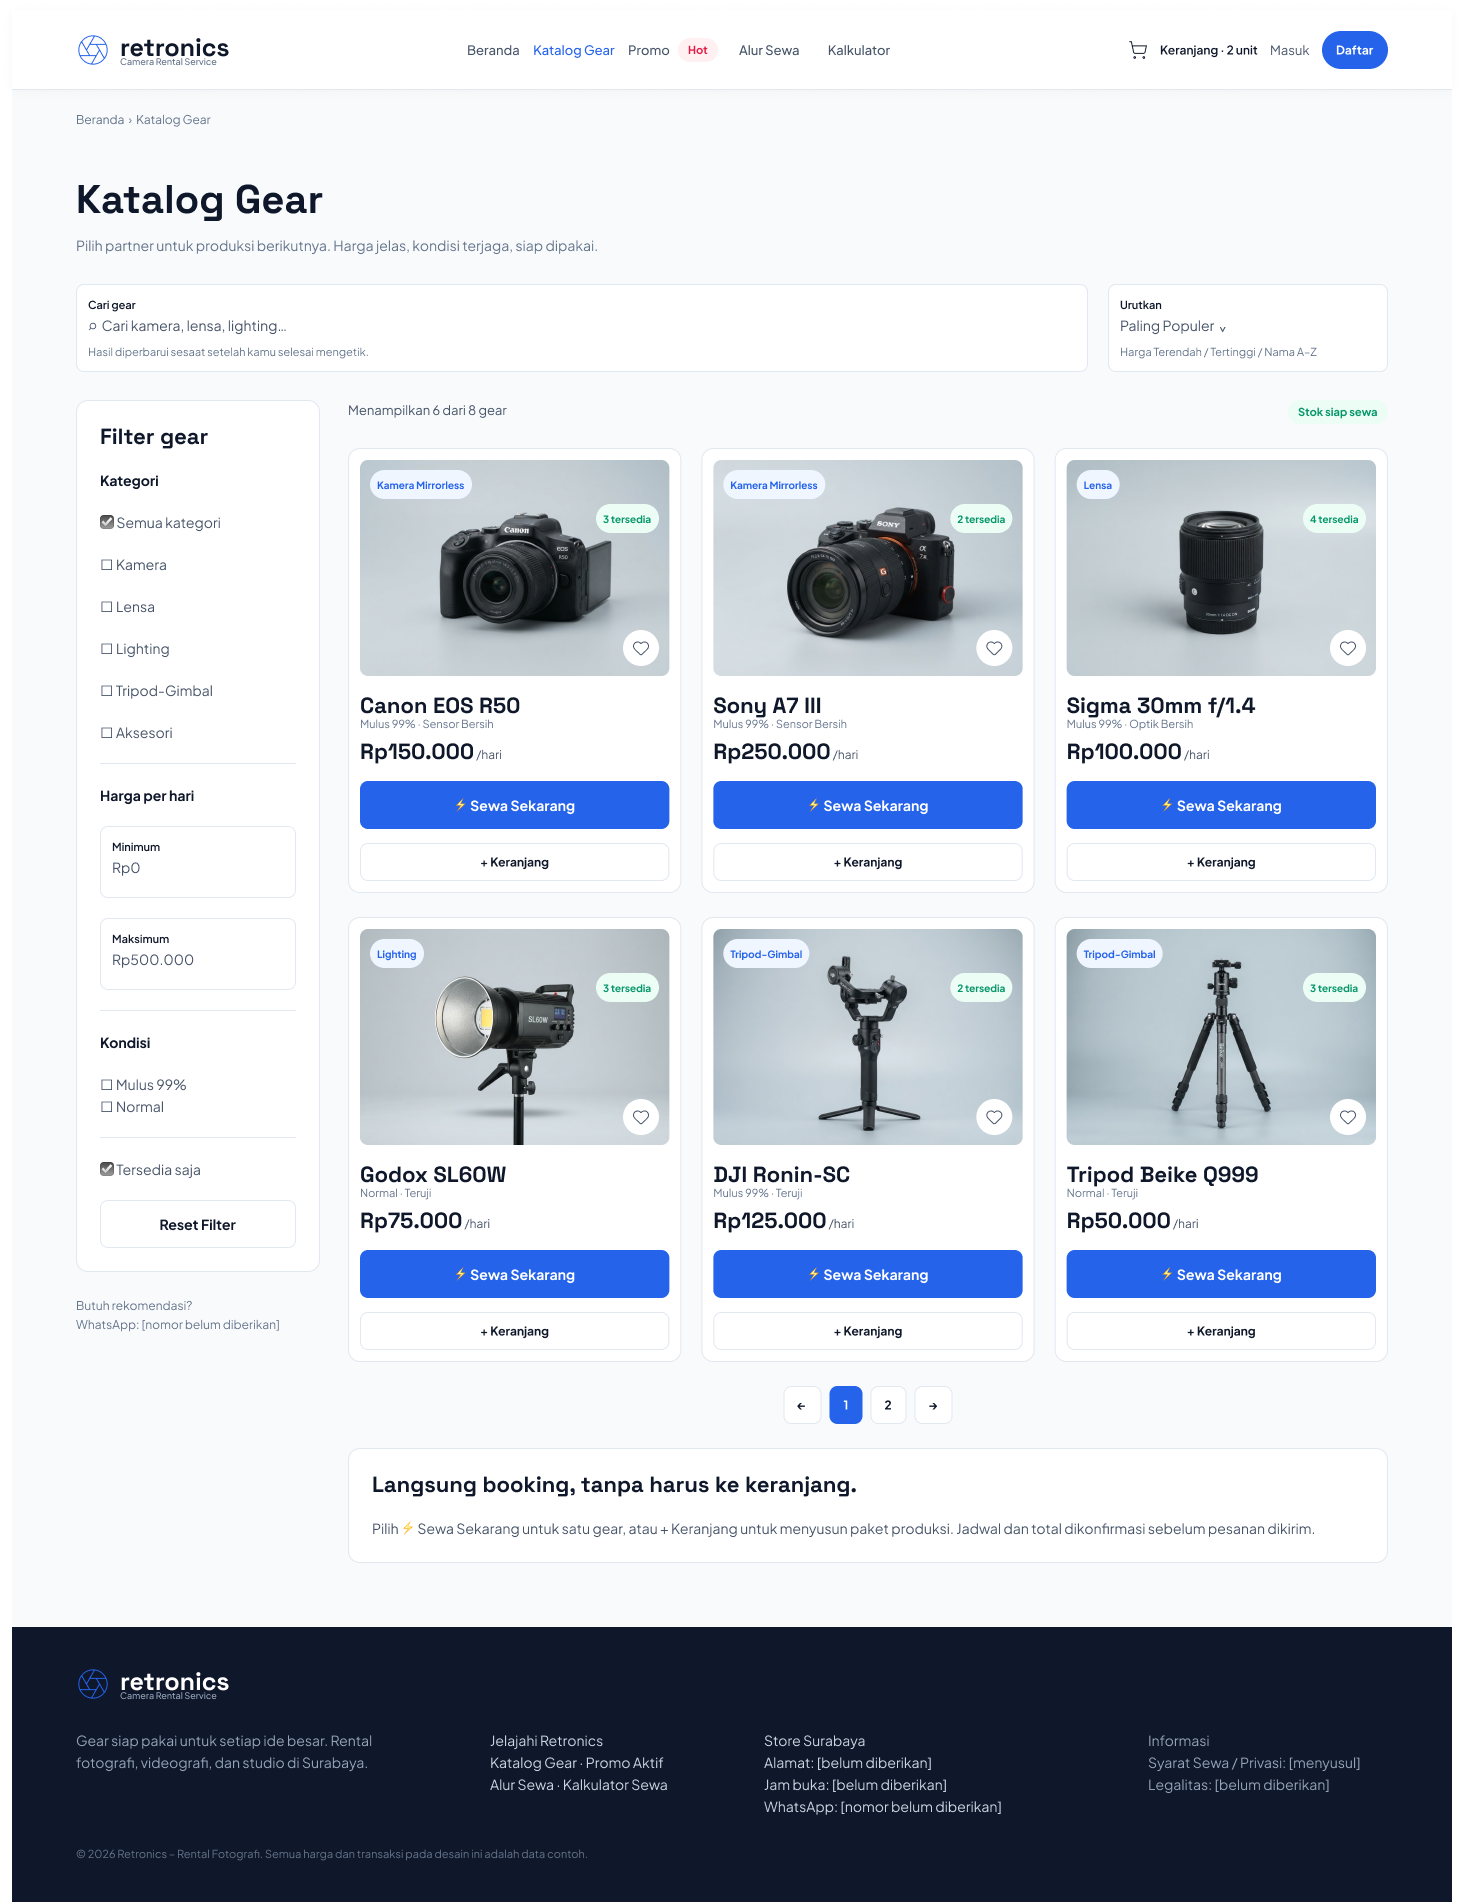 retronics
Camera Rental Service
Beranda
Katalog Gear
Promo
Hot
Alur Sewa
Kalkulator
Keranjang · 2 unit
Masuk
Daftar
Beranda › Katalog Gear
Katalog Gear
Pilih partner untuk produksi berikutnya. Harga jelas, kondisi terjaga, siap dipakai.
Cari gear
⌕ Cari kamera, lensa, lighting…
Hasil diperbarui sesaat setelah kamu selesai mengetik.
Urutkan
Paling Populer
Harga Terendah / Tertinggi / Nama A–Z
Filter gear
Kategori
☑ Semua kategori
☐ Kamera
☐ Lensa
☐ Lighting
☐ Tripod-Gimbal
☐ Aksesori
Harga per hari
Minimum
Rp0
Maksimum
Rp500.000
Kondisi
☐ Mulus 99%
☐ Normal
☑ Tersedia saja
Reset Filter
Butuh rekomendasi?
WhatsApp: [nomor belum diberikan]
Menampilkan 6 dari 8 gear
Stok siap sewa
Kamera Mirrorless
3 tersedia
Canon
EOS
R50
Canon EOS R50
Mulus 99% · Sensor Bersih
Rp150.000 /hari
⚡ Sewa Sekarang
+ Keranjang
Kamera Mirrorless
2 tersedia
SONY
G
Sony A7 III
Mulus 99% · Sensor Bersih
Rp250.000 /hari
⚡ Sewa Sekarang
+ Keranjang
Lensa
4 tersedia
Sigma 30mm f/1.4
Mulus 99% · Optik Bersih
Rp100.000 /hari
⚡ Sewa Sekarang
+ Keranjang
Lighting
3 tersedia
SL60W
Godox SL60W
Normal · Teruji
Rp75.000 /hari
⚡ Sewa Sekarang
+ Keranjang
Tripod-Gimbal
2 tersedia
DJI Ronin-SC
Mulus 99% · Teruji
Rp125.000 /hari
⚡ Sewa Sekarang
+ Keranjang
Tripod-Gimbal
3 tersedia
Tripod Beike Q999
Normal · Teruji
Rp50.000 /hari
⚡ Sewa Sekarang
+ Keranjang
←
1
2
→
Langsung booking, tanpa harus ke keranjang.
Pilih ⚡ Sewa Sekarang untuk satu gear, atau + Keranjang untuk menyusun paket produksi. Jadwal dan total dikonfirmasi sebelum pesanan dikirim.
retronics
Camera Rental Service
Gear siap pakai untuk setiap ide besar. Rental
fotografi, videografi, dan studio di Surabaya.
Jelajahi Retronics
Katalog Gear · Promo Aktif
Alur Sewa · Kalkulator Sewa
Store Surabaya
Alamat: [belum diberikan]
Jam buka: [belum diberikan]
WhatsApp: [nomor belum diberikan]
Informasi
Syarat Sewa / Privasi: [menyusul]
Legalitas: [belum diberikan]
© 2026 Retronics – Rental Fotografi. Semua harga dan transaksi pada desain ini adalah data contoh.